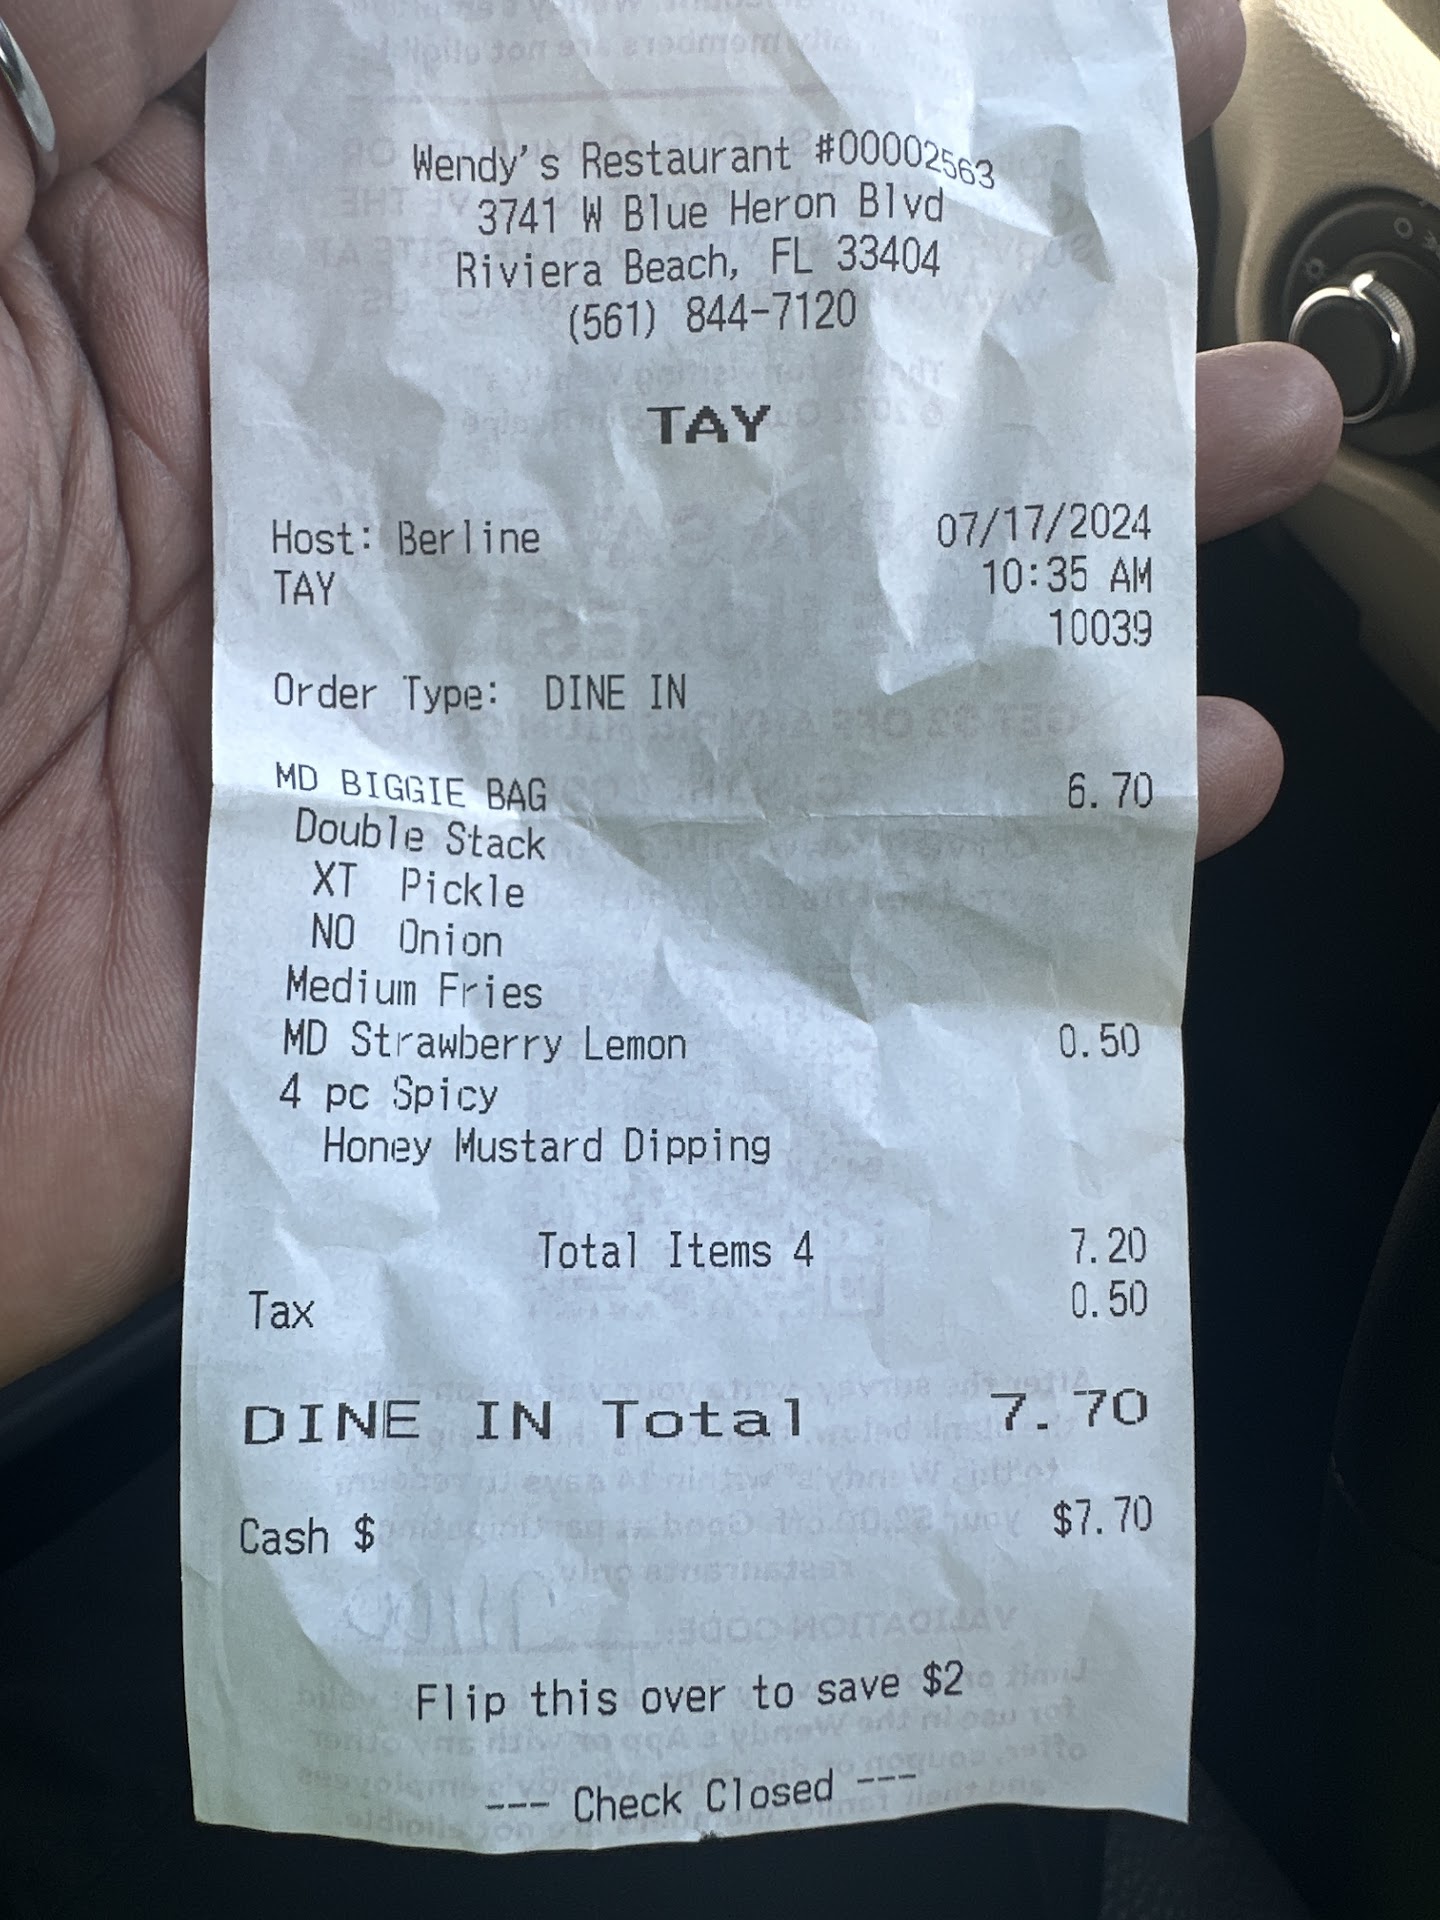 Wendy's Restaurant #00002563
3741 W Blue Heron Blvd
Riviera Beach, FL 33404
(561) 844-7120
TAY
Host: Berline 07/17/2024
TAY 10:35 AM
10039
Order Type: DINE IN
MD BIGGIE BAG 6.70
Double Stack
XT Pickle
NO Onion
Medium Fries
MD Strawberry Lemon 0.50
4 pc Spicy
Honey Mustard Dipping
Total Items 4 7.20
Tax 0.50
DINE IN Total 7.70
Cash $ $7.70
Flip this over to save $2
--- Check Closed ---